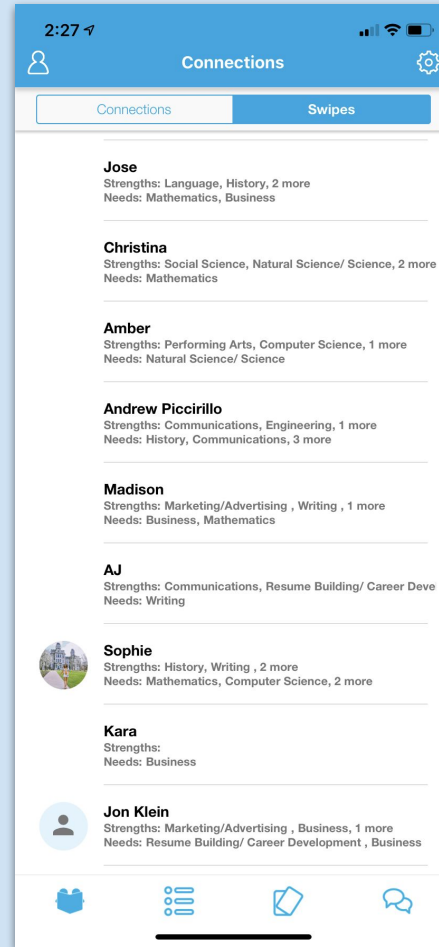 2:27
Connections
Connections Swipes
Jose
Strengths: Language, History, 2 more
Needs: Mathematics, Business
Christina
Strengths: Social Science, Natural Science/ Science, 2 more
Needs: Mathematics
Amber
Strengths: Performing Arts, Computer Science, 1 more
Needs: Natural Science/ Science
Andrew Piccirillo
Strengths: Communications, Engineering, 1 more
Needs: History, Communications, 3 more
Madison
Strengths: Marketing/Advertising , Writing , 1 more
Needs: Business, Mathematics
AJ
Strengths: Communications, Resume Building/ Career Deve
Needs: Writing
Sophie
Strengths: History, Writing , 2 more
Needs: Mathematics, Computer Science, 2 more
Kara
Strengths:
Needs: Business
Jon Klein
Strengths: Marketing/Advertising , Business, 1 more
Needs: Resume Building/ Career Development , Business